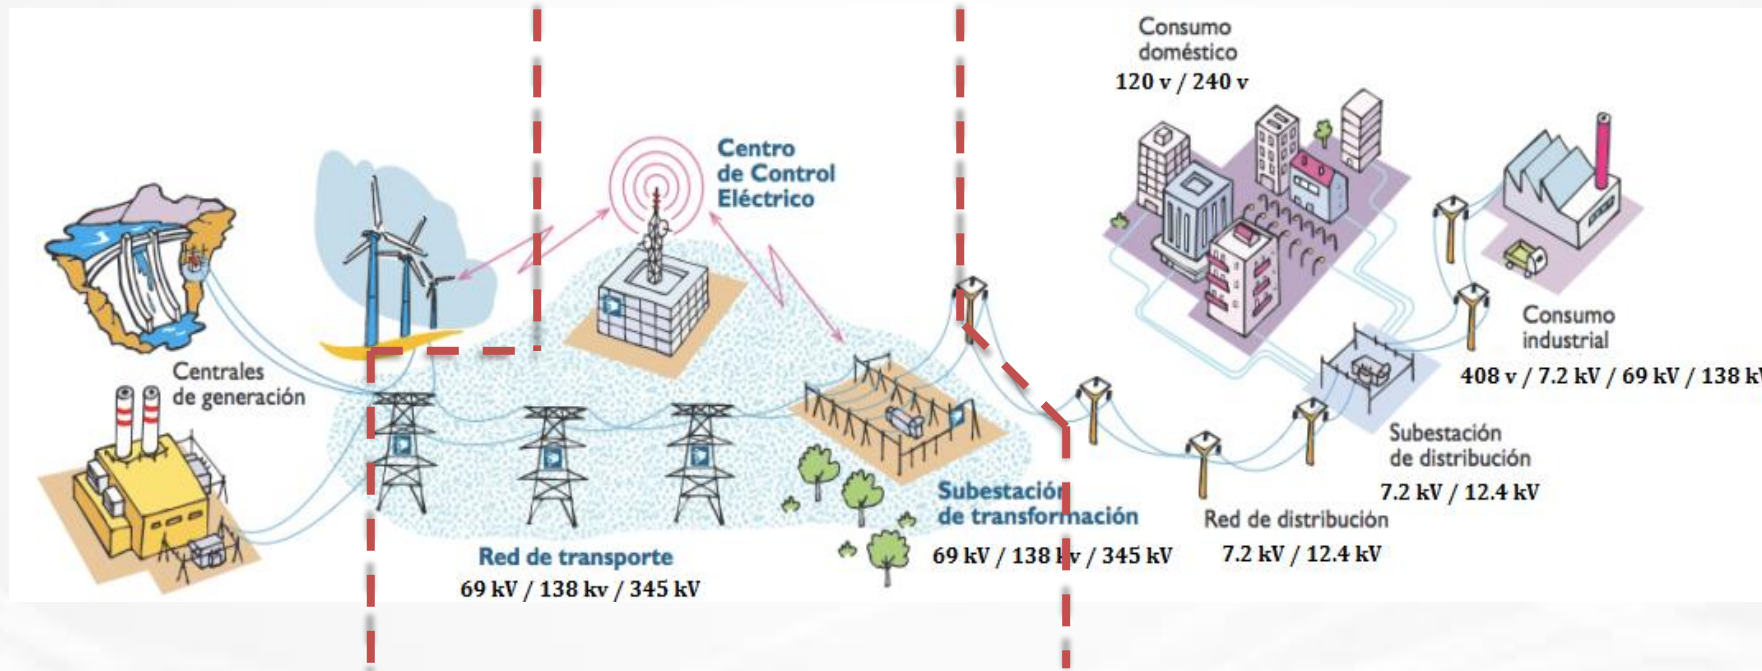 Centrales
de generación
Centro
de Control
Eléctrico
Red de transporte
69 kV / 138 kv / 345 kV
Subestación
de transformación
69 kV / 138 kv / 345 kV
Consumo
doméstico
120 v / 240 v
Consumo
industrial
408 v / 7.2 kV / 69 kV / 138 kV
Subestación
de distribución
7.2 kV / 12.4 kV
Red de distribución
7.2 kV / 12.4 kV